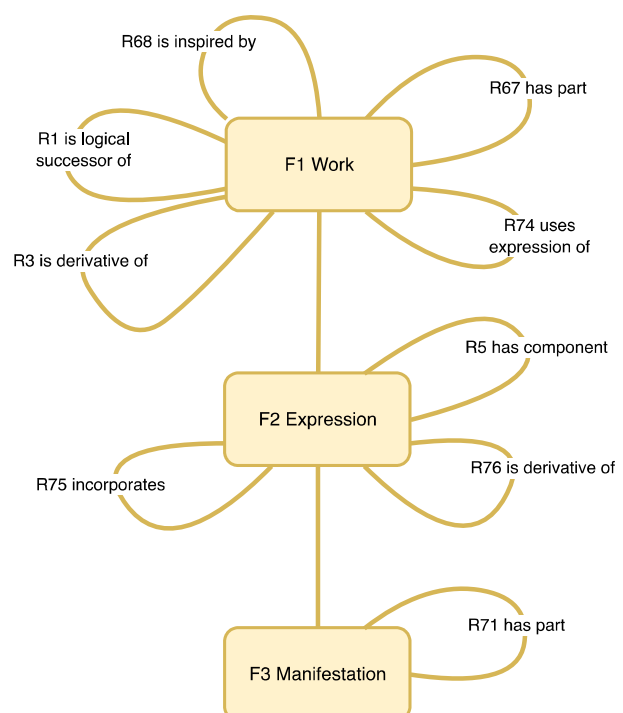 R68 is inspired by
R67 has part
R1 is logical
successor of
F1 Work
R74 uses
expression of
R3 is derivative of
R5 has component
F2 Expression
R76 is derivative of
R75 incorporates
R71 has part
F3 Manifestation